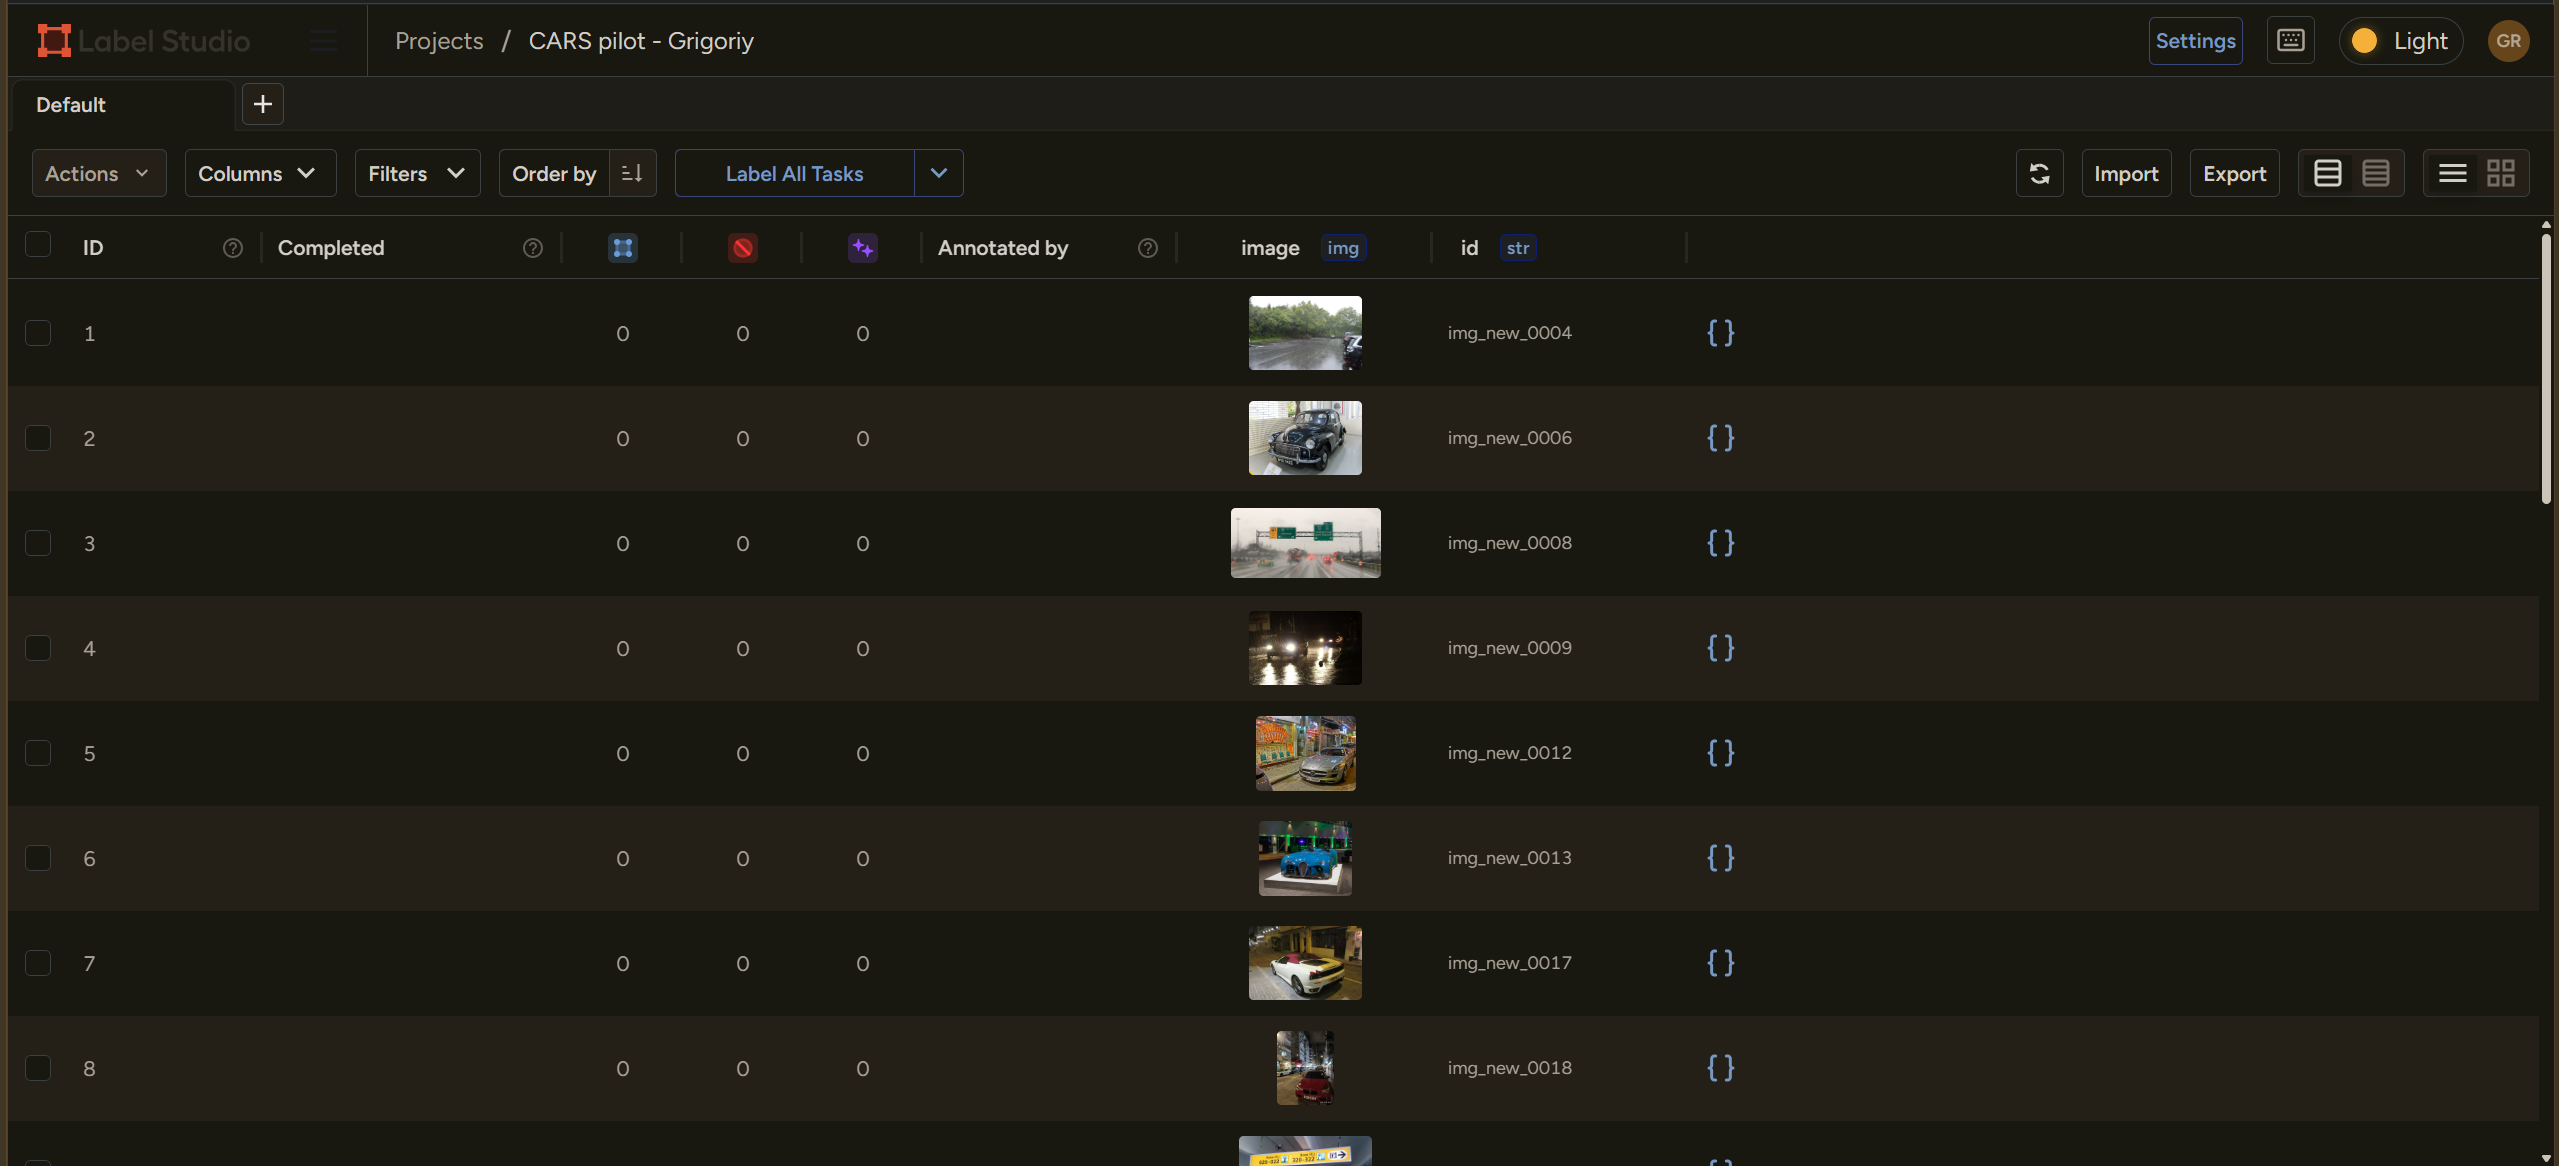 Label Studio
Projects / CARS pilot - Grigoriy
Settings
Light
GR
Default
+
Actions
Columns
Filters
Order by
Label All Tasks
Import
Export
ID
Completed
Annotated by
image img
id str
1 0 0 0 img_new_0004 {}
2 0 0 0 img_new_0006 {}
3 0 0 0 img_new_0008 {}
4 0 0 0 img_new_0009 {}
5 0 0 0 img_new_0012 {}
6 0 0 0 img_new_0013 {}
7 0 0 0 img_new_0017 {}
8 0 0 0 img_new_0018 {}